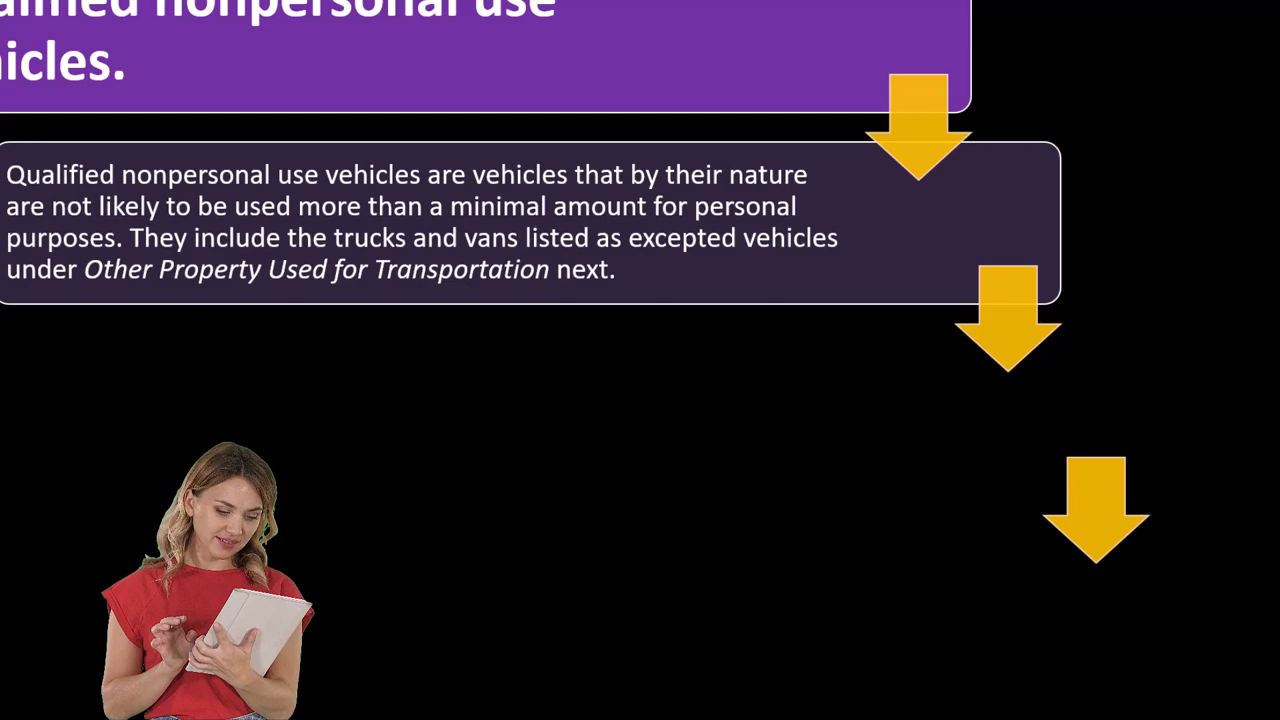 nonpersonal use
Qualified nonpersonal use vehicles are vehicles that by their nature
are not likely to be used more than a minimal amount for personal
purposes. They include the trucks and vans listed as excepted vehicles
under Other Property Used for Transportation next.